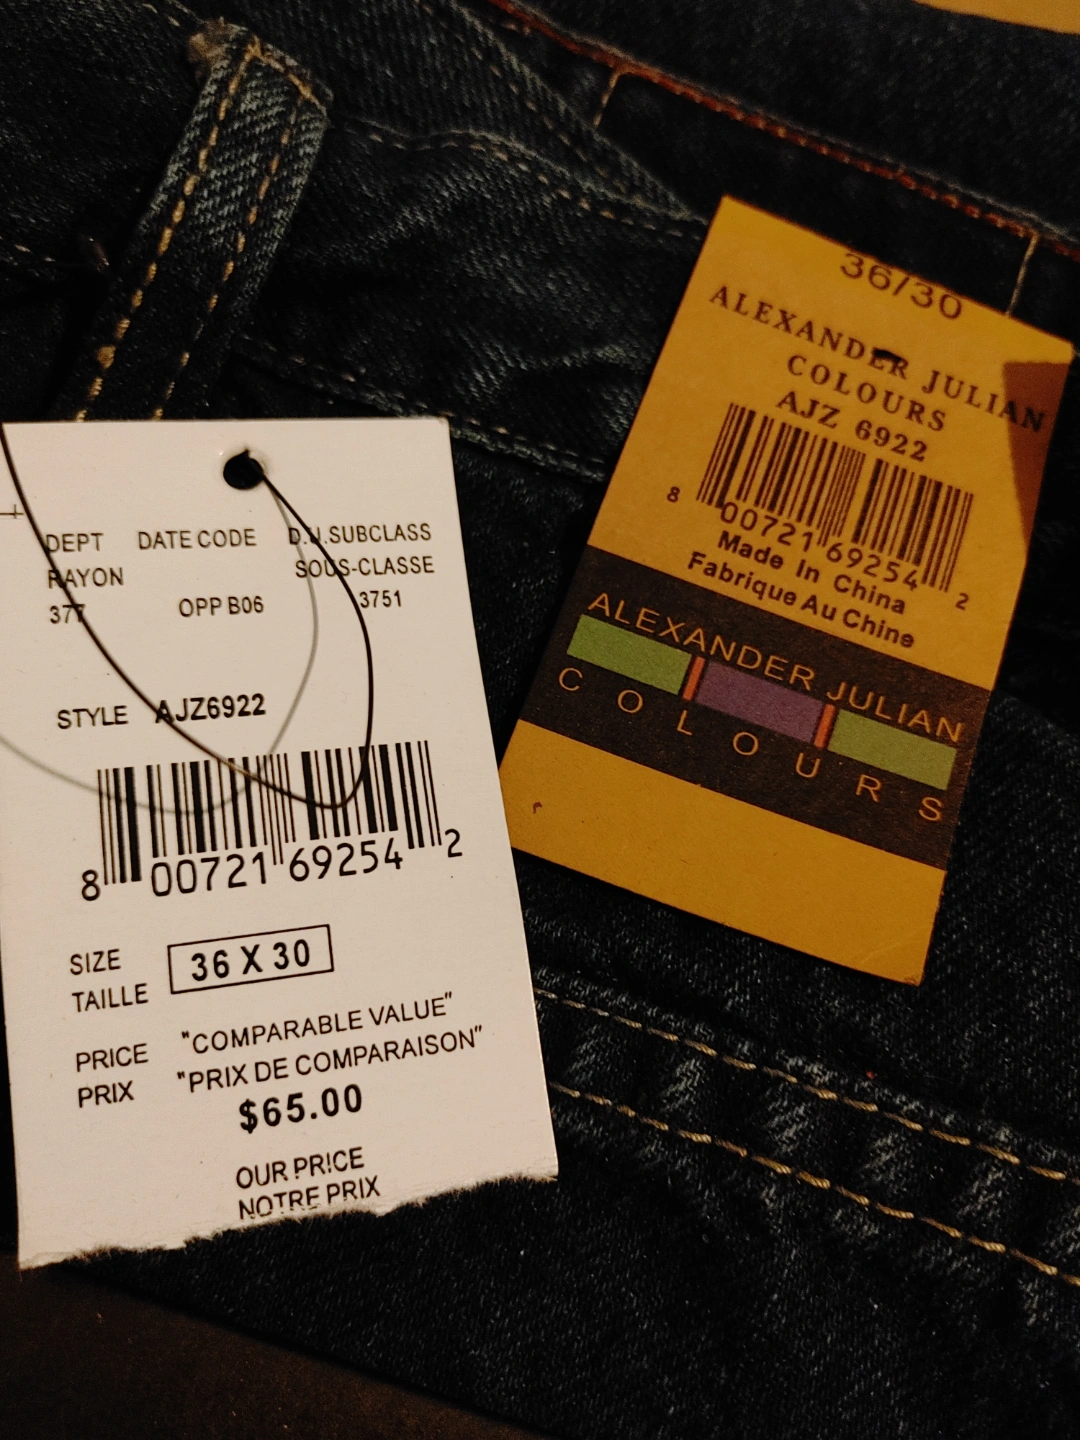 DEPT DATE CODE D.U.SUBCLASS
RAYON SOUS-CLASSE
377 OPP B06 3751
STYLE AJZ6922
8 00721 69254 2
SIZE 36 X 30
TAILLE
PRICE "COMPARABLE VALUE"
PRIX "PRIX DE COMPARAISON"
$65.00
OUR PRICE
NOTRE PRIX
36/30
ALEXANDER JULIAN
COLOURS
AJZ 6922
8 00721 69254 2
Made In China
Fabrique Au Chine
ALEXANDER JULIAN
COLOURS